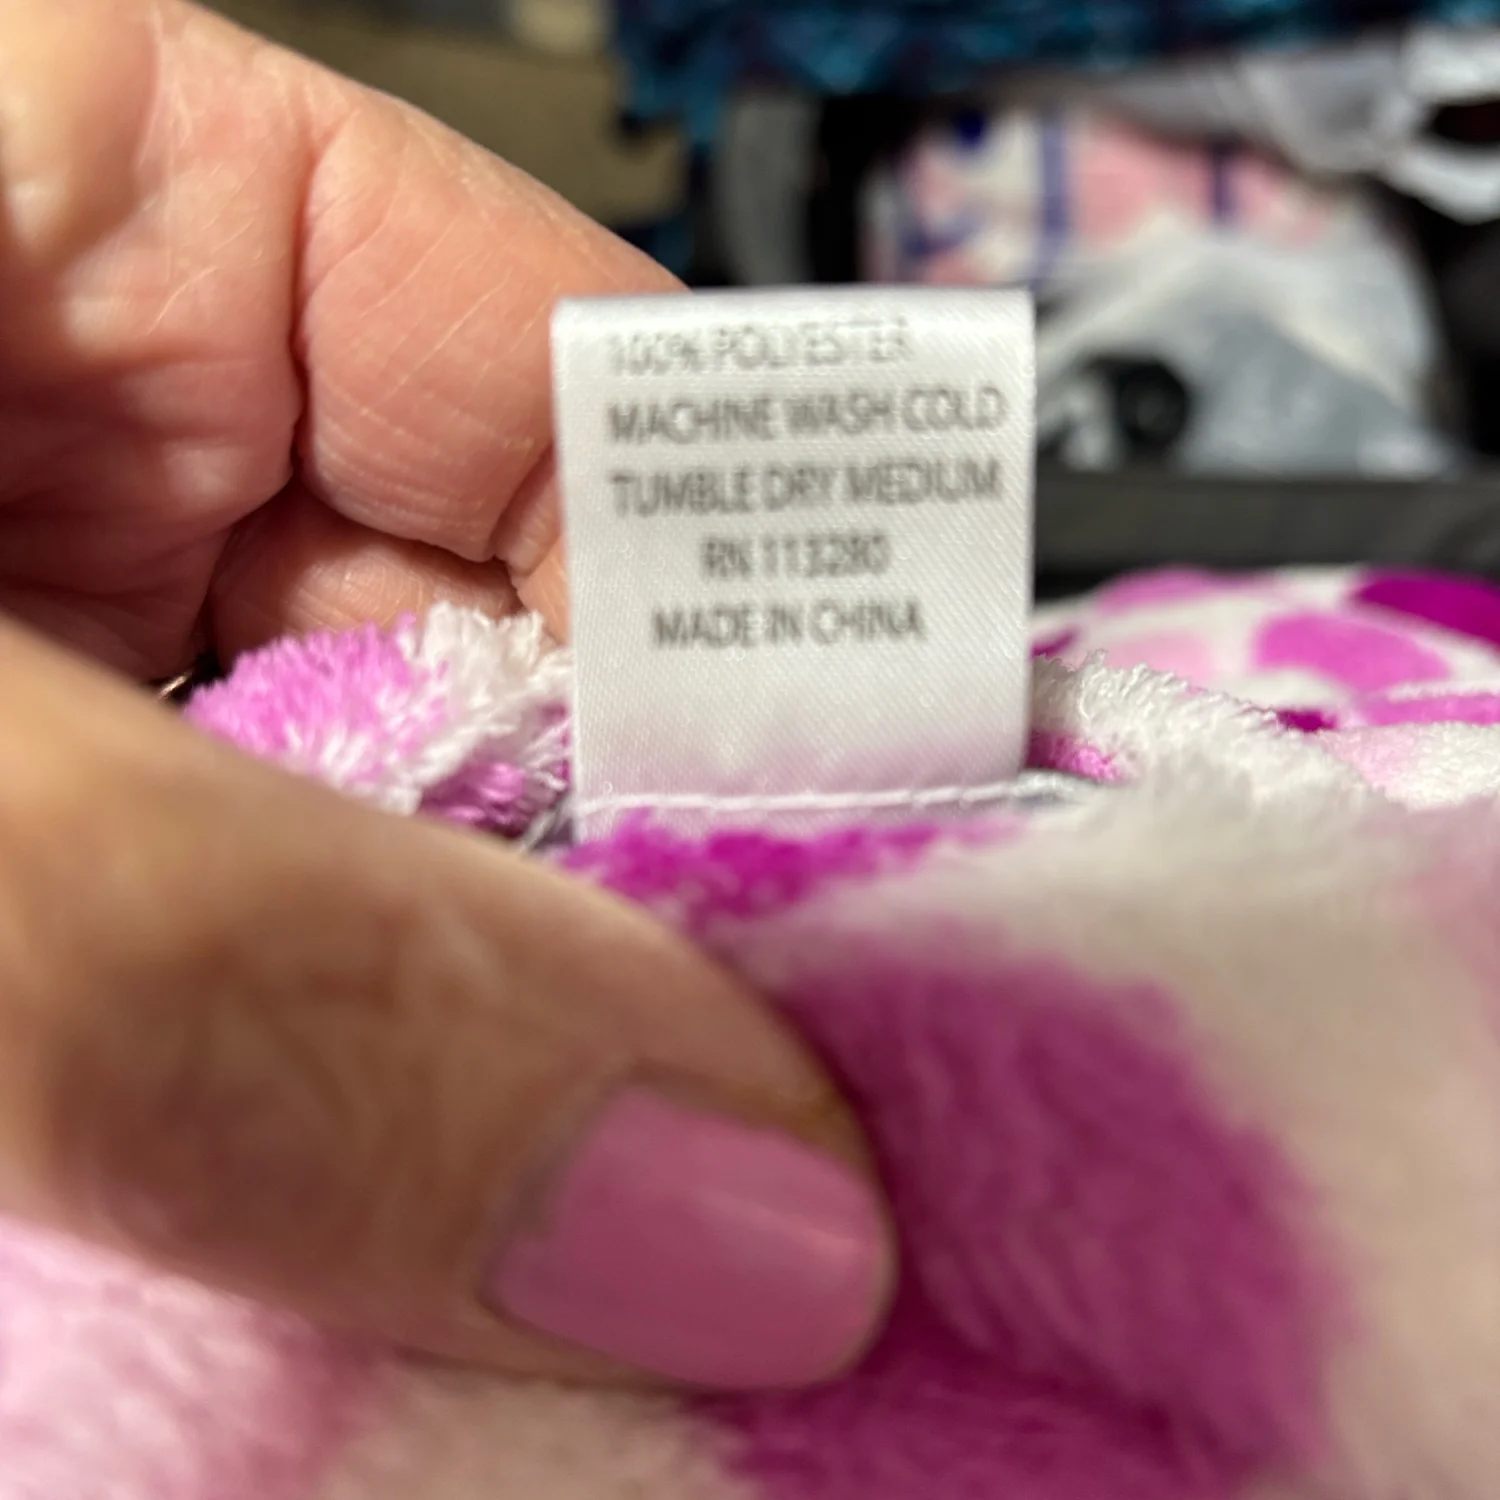 100% POLYESTER
MACHINE WASH COLD
TUMBLE DRY MEDIUM
RN 113280
MADE IN CHINA